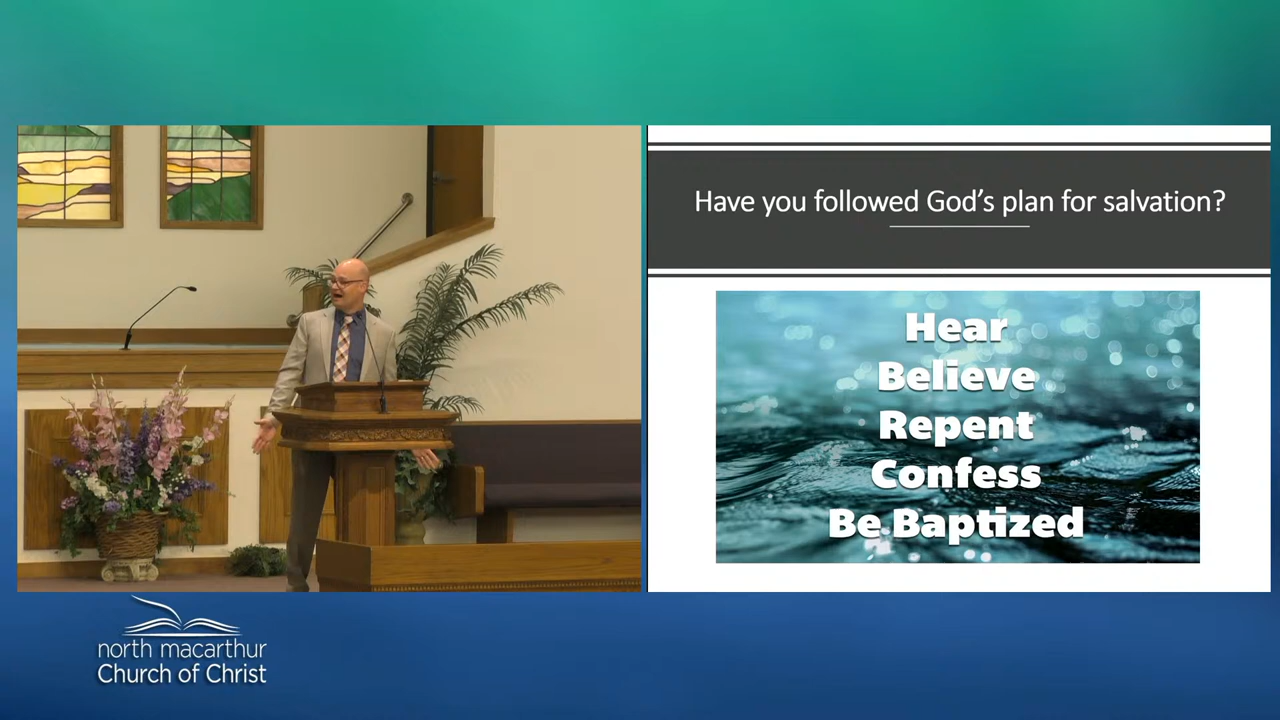 Have you followed God's plan for salvation?
Hear
Believe
Repent
Confess
Be Baptized
north macarthur
Church of Christ